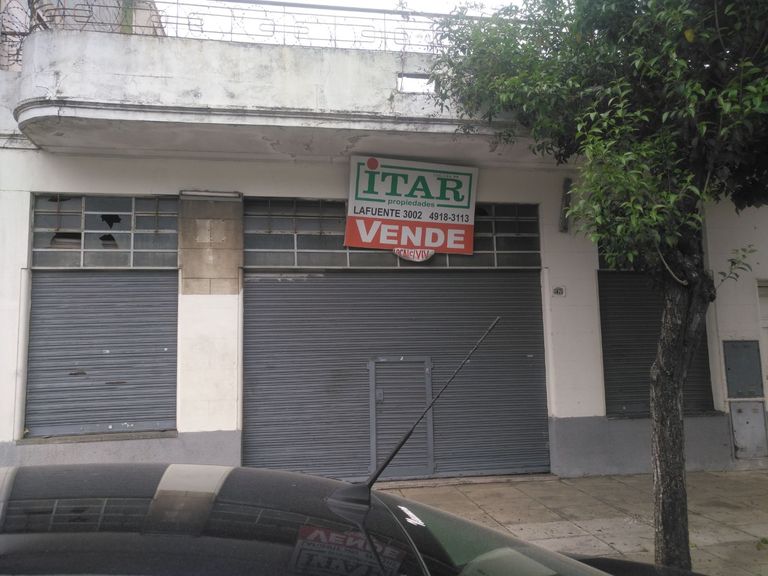 ITAR
propiedades
LAFUENTE 3002 4918-3113
VENDE